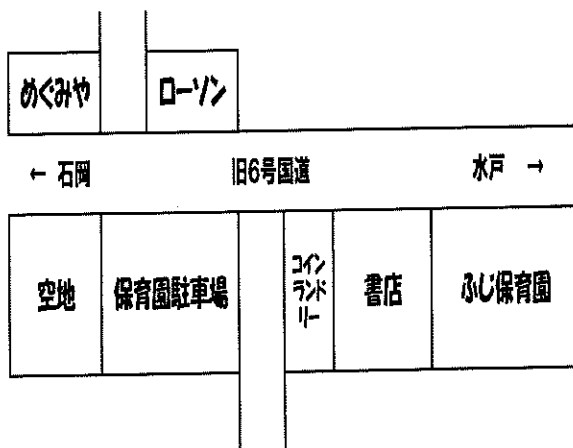 めぐみや
ローソン
← 石岡
旧6号国道
水戸 →
空地
保育園駐車場
コイン
ランド
リー
書店
ふじ保育園